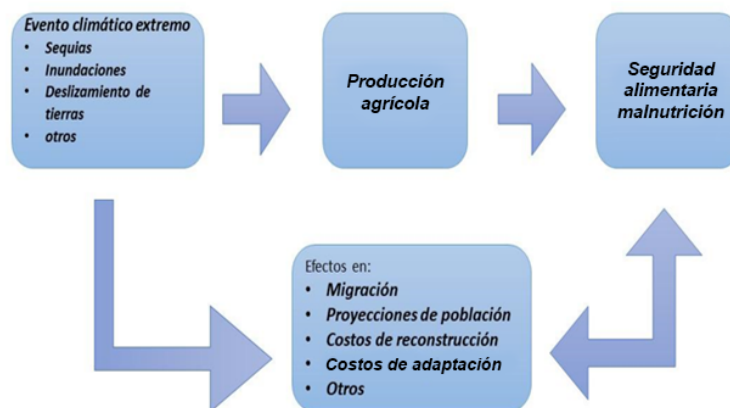 Evento climático extremo
• Sequias
• Inundaciones
• Deslizamiento de
tierras
• otros
Producción
agrícola
Seguridad
alimentaria
malnutrición
Efectos en:
• Migración
• Proyecciones de población
• Costos de reconstrucción
• Costos de adaptación
• Otros